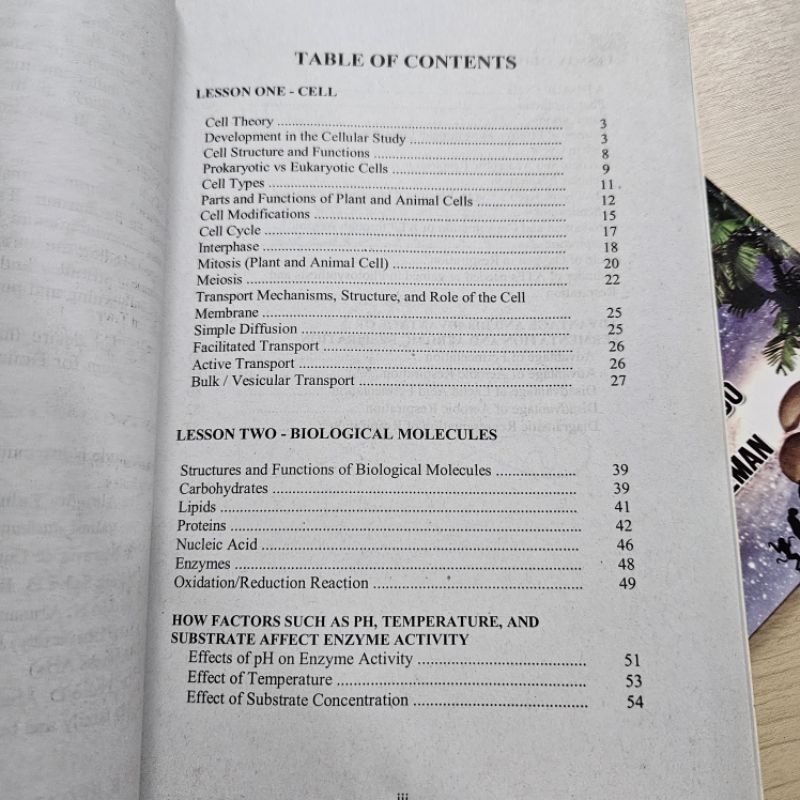 TABLE OF CONTENTS
LESSON ONE - CELL
Cell Theory ........ 3
Development in the Cellular Study ........ 3
Cell Structure and Functions ........ 8
Prokaryotic vs Eukaryotic Cells ........ 9
Cell Types ........ 11
Parts and Functions of Plant and Animal Cells ........ 12
Cell Modifications ........ 15
Cell Cycle ........ 17
Interphase ........ 18
Mitosis (Plant and Animal Cell) ........ 20
Meiosis ........ 22
Transport Mechanisms, Structure, and Role of the Cell
Membrane ........ 25
Simple Diffusion ........ 25
Facilitated Transport ........ 26
Active Transport ........ 26
Bulk / Vesicular Transport ........ 27
LESSON TWO - BIOLOGICAL MOLECULES
Structures and Functions of Biological Molecules ........ 39
Carbohydrates ........ 39
Lipids ........ 41
Proteins ........ 42
Nucleic Acid ........ 46
Enzymes ........ 48
Oxidation/Reduction Reaction ........ 49
HOW FACTORS SUCH AS PH, TEMPERATURE, AND
SUBSTRATE AFFECT ENZYME ACTIVITY
Effects of pH on Enzyme Activity ........ 51
Effect of Temperature ........ 53
Effect of Substrate Concentration ........ 54
iii